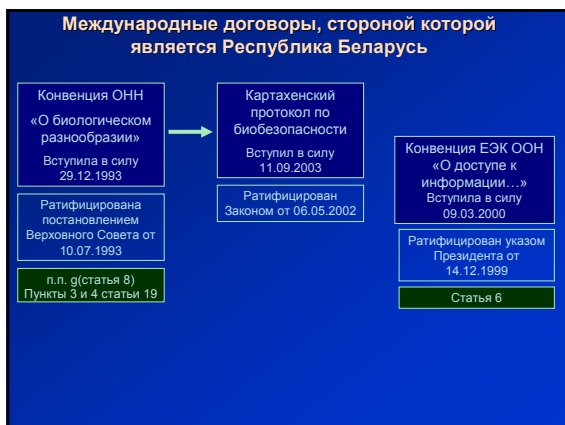 Международные договоры, стороной которой
является Республика Беларусь
Конвенция ОНН
«О биологическом
разнообразии»
Вступила в силу
29.12.1993
Ратифицирована
постановлением
Верховного Совета от
10.07.1993
п.п. g(статья 8)
Пункты 3 и 4 статьи 19
Картахенский
протокол по
биобезопасности
Вступил в силу
11.09.2003
Ратифицирован
Законом от 06.05.2002
Конвенция ЕЭК ООН
«О доступе к
информации...»
Вступила в силу
09.03.2000
Ратифицирован указом
Президента от
14.12.1999
Статья 6